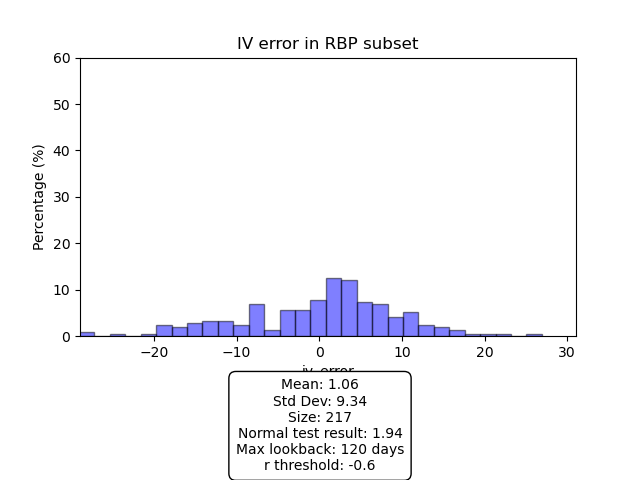 IV error in RBP subset
60
50
40
30
20
10
0
Percentage (%)
−20
−10
0
10
20
30
iv_error
Mean: 1.06
Std Dev: 9.34
Size: 217
Normal test result: 1.94
Max lookback: 120 days
r threshold: -0.6